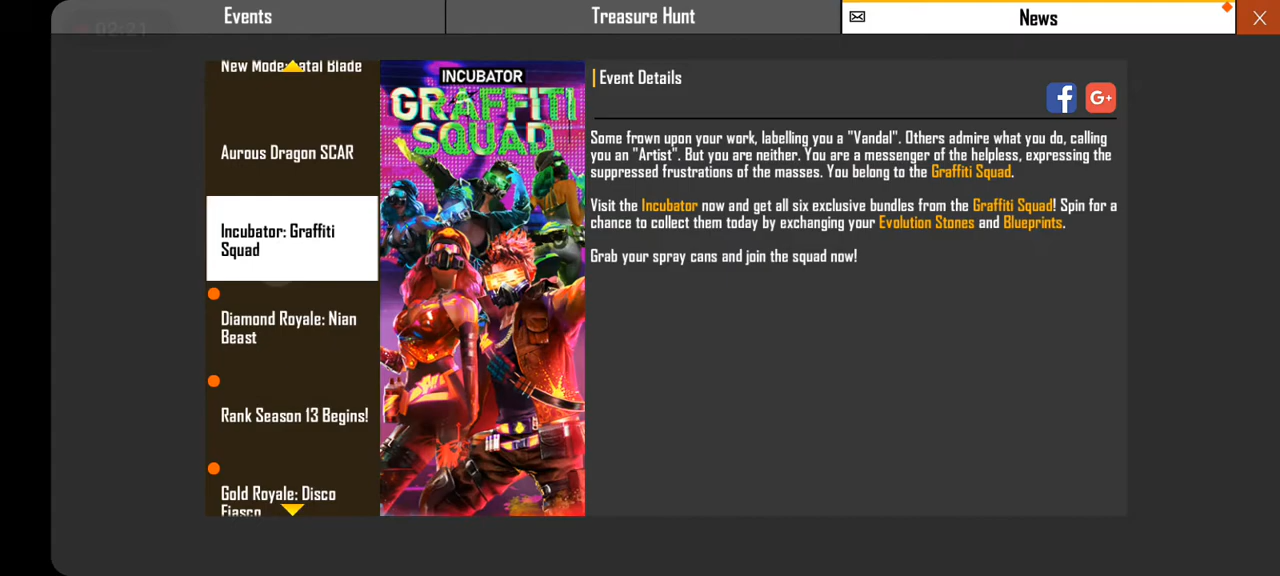 02:21
Events
Treasure Hunt
News
New Mode: Fatal Blade
Aurous Dragon SCAR
Incubator: Graffiti
Squad
Diamond Royale: Nian
Beast
Rank Season 13 Begins!
Gold Royale: Disco
Fiasco
INCUBATOR
GRAFFITI
SQUAD
Event Details
f
G+
Some frown upon your work, labelling you a "Vandal". Others admire what you do, calling
you an "Artist". But you are neither. You are a messenger of the helpless, expressing the
suppressed frustrations of the masses. You belong to the Graffiti Squad.
Visit the Incubator now and get all six exclusive bundles from the Graffiti Squad! Spin for a
chance to collect them today by exchanging your Evolution Stones and Blueprints.
Grab your spray cans and join the squad now!